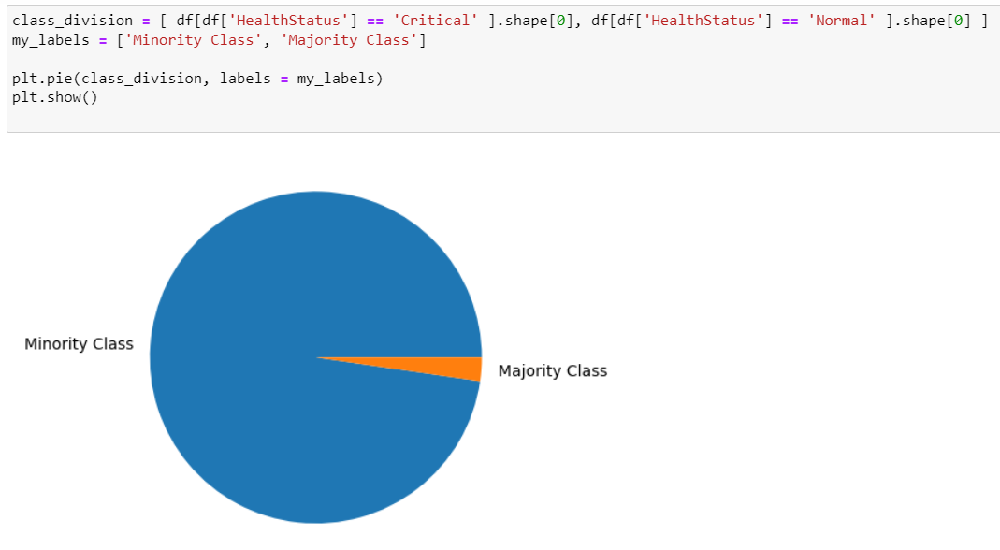 class_division = [ df[df['HealthStatus'] == 'Critical' ].shape[0], df[df['HealthStatus'] == 'Normal' ].shape[0] ]
my_labels = ['Minority Class', 'Majority Class']
plt.pie(class_division, labels = my_labels)
plt.show()
Minority Class
Majority Class